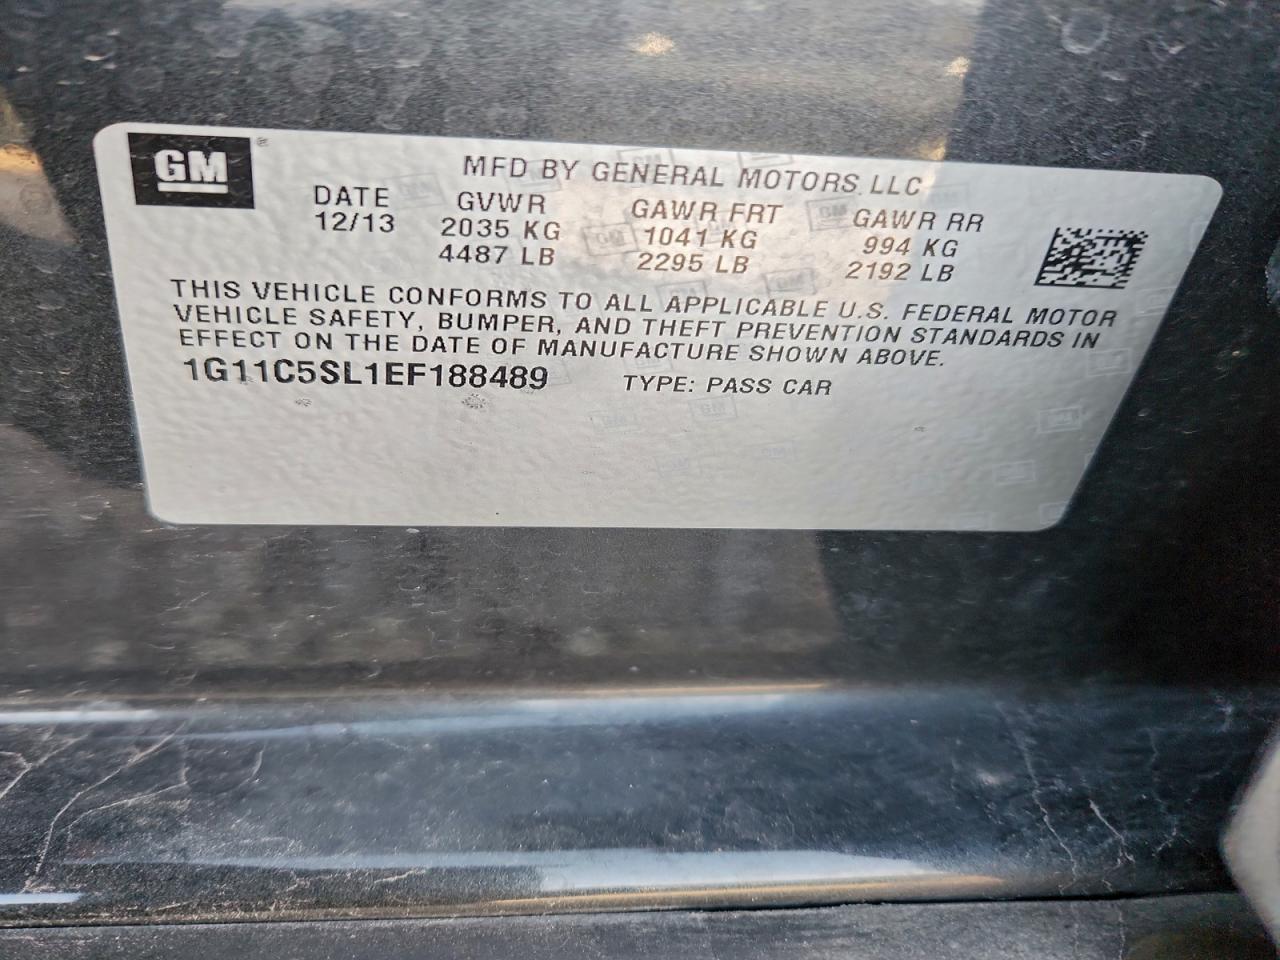 GM ®
MFD BY GENERAL MOTORS LLC
DATE GVWR GAWR FRT GAWR RR
12/13 2035 KG 1041 KG 994 KG
4487 LB 2295 LB 2192 LB
THIS VEHICLE CONFORMS TO ALL APPLICABLE U.S. FEDERAL MOTOR
VEHICLE SAFETY, BUMPER, AND THEFT PREVENTION STANDARDS IN
EFFECT ON THE DATE OF MANUFACTURE SHOWN ABOVE.
1G11C5SL1EF188489 TYPE: PASS CAR